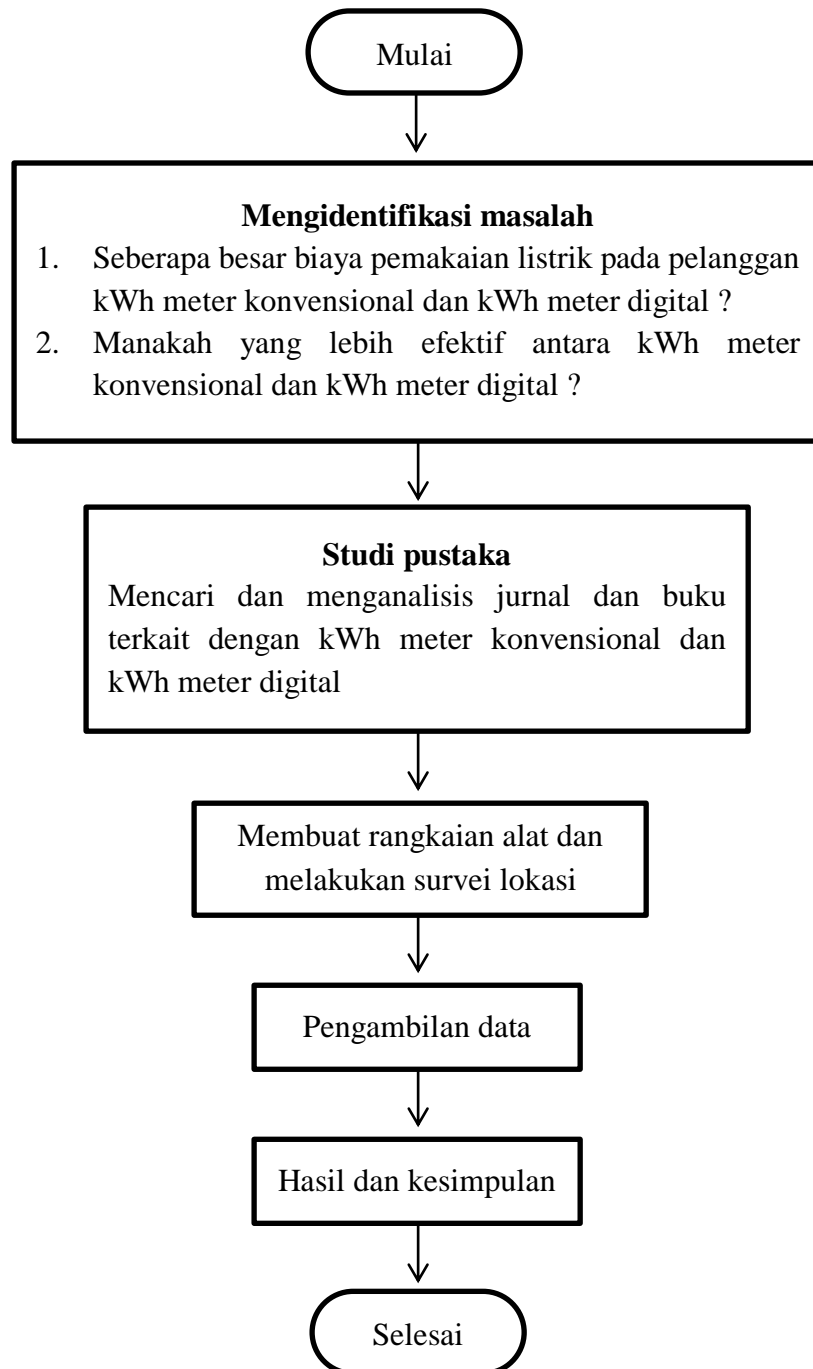 Mulai
Mengidentifikasi masalah
1. Seberapa besar biaya pemakaian listrik pada pelanggan
kWh meter konvensional dan kWh meter digital ?
2. Manakah yang lebih efektif antara kWh meter
konvensional dan kWh meter digital ?
Studi pustaka
Mencari dan menganalisis jurnal dan buku
terkait dengan kWh meter konvensional dan
kWh meter digital
Membuat rangkaian alat dan
melakukan survei lokasi
Pengambilan data
Hasil dan kesimpulan
Selesai